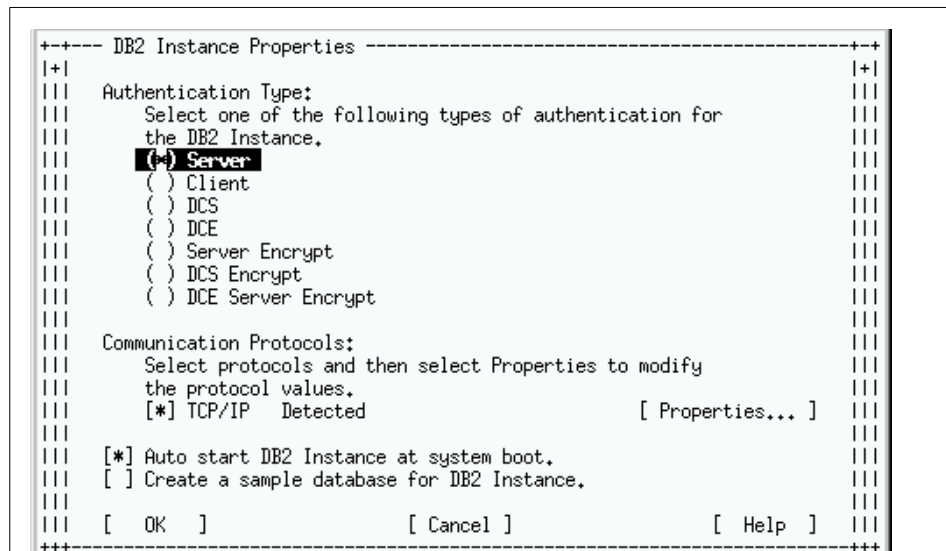 +-+--- DB2 Instance Properties ----------------------------------------------+-+
|+|                                                                          |+|
|||   Authentication Type:                                                   |||
|||       Select one of the following types of authentication for            |||
|||       the DB2 Instance.                                                  |||
|||       (*) Server                                                         |||
|||       ( ) Client                                                         |||
|||       ( ) DCS                                                            |||
|||       ( ) DCE                                                            |||
|||       ( ) Server Encrypt                                                 |||
|||       ( ) DCS Encrypt                                                    |||
|||       ( ) DCE Server Encrypt                                             |||
|||                                                                          |||
|||   Communication Protocols:                                               |||
|||       Select protocols and then select Properties to modify              |||
|||       the protocol values.                                               |||
|||       [*] TCP/IP   Detected                          [ Properties... ]   |||
|||                                                                          |||
|||   [*] Auto start DB2 Instance at system boot.                            |||
|||   [ ] Create a sample database for DB2 Instance.                         |||
|||                                                                          |||
|||   [   OK   ]                   [ Cancel ]                   [  Help  ]   |||
+++--------------------------------------------------------------------------+++